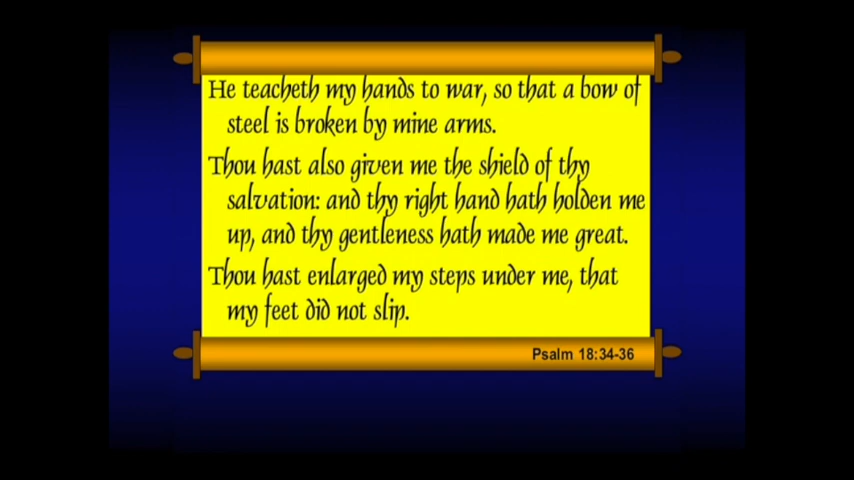 He teacheth my hands to war, so that a bow of
steel is broken by mine arms.
Thou hast also given me the shield of thy
salvation: and thy right hand hath holden me
up, and thy gentleness hath made me great.
Thou hast enlarged my steps under me, that
my feet did not slip.
Psalm 18:34-36